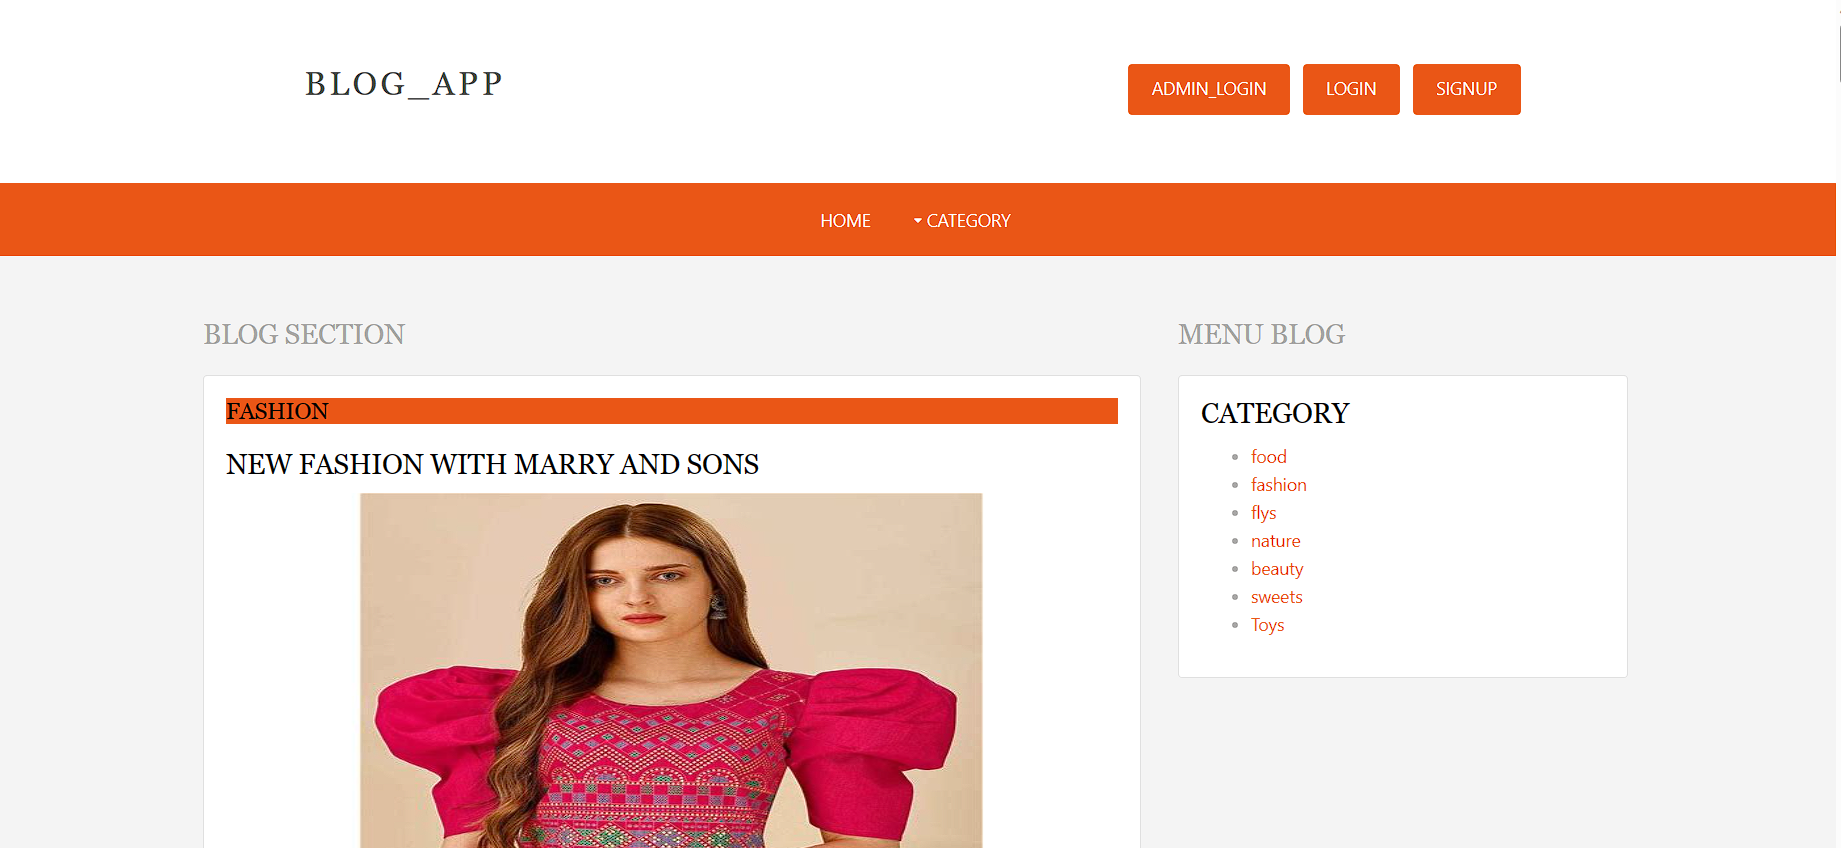 BLOG_APP
ADMIN_LOGIN
LOGIN
SIGNUP
HOME
CATEGORY
BLOG SECTION
FASHION
NEW FASHION WITH MARRY AND SONS
MENU BLOG
CATEGORY
food
fashion
flys
nature
beauty
sweets
Toys